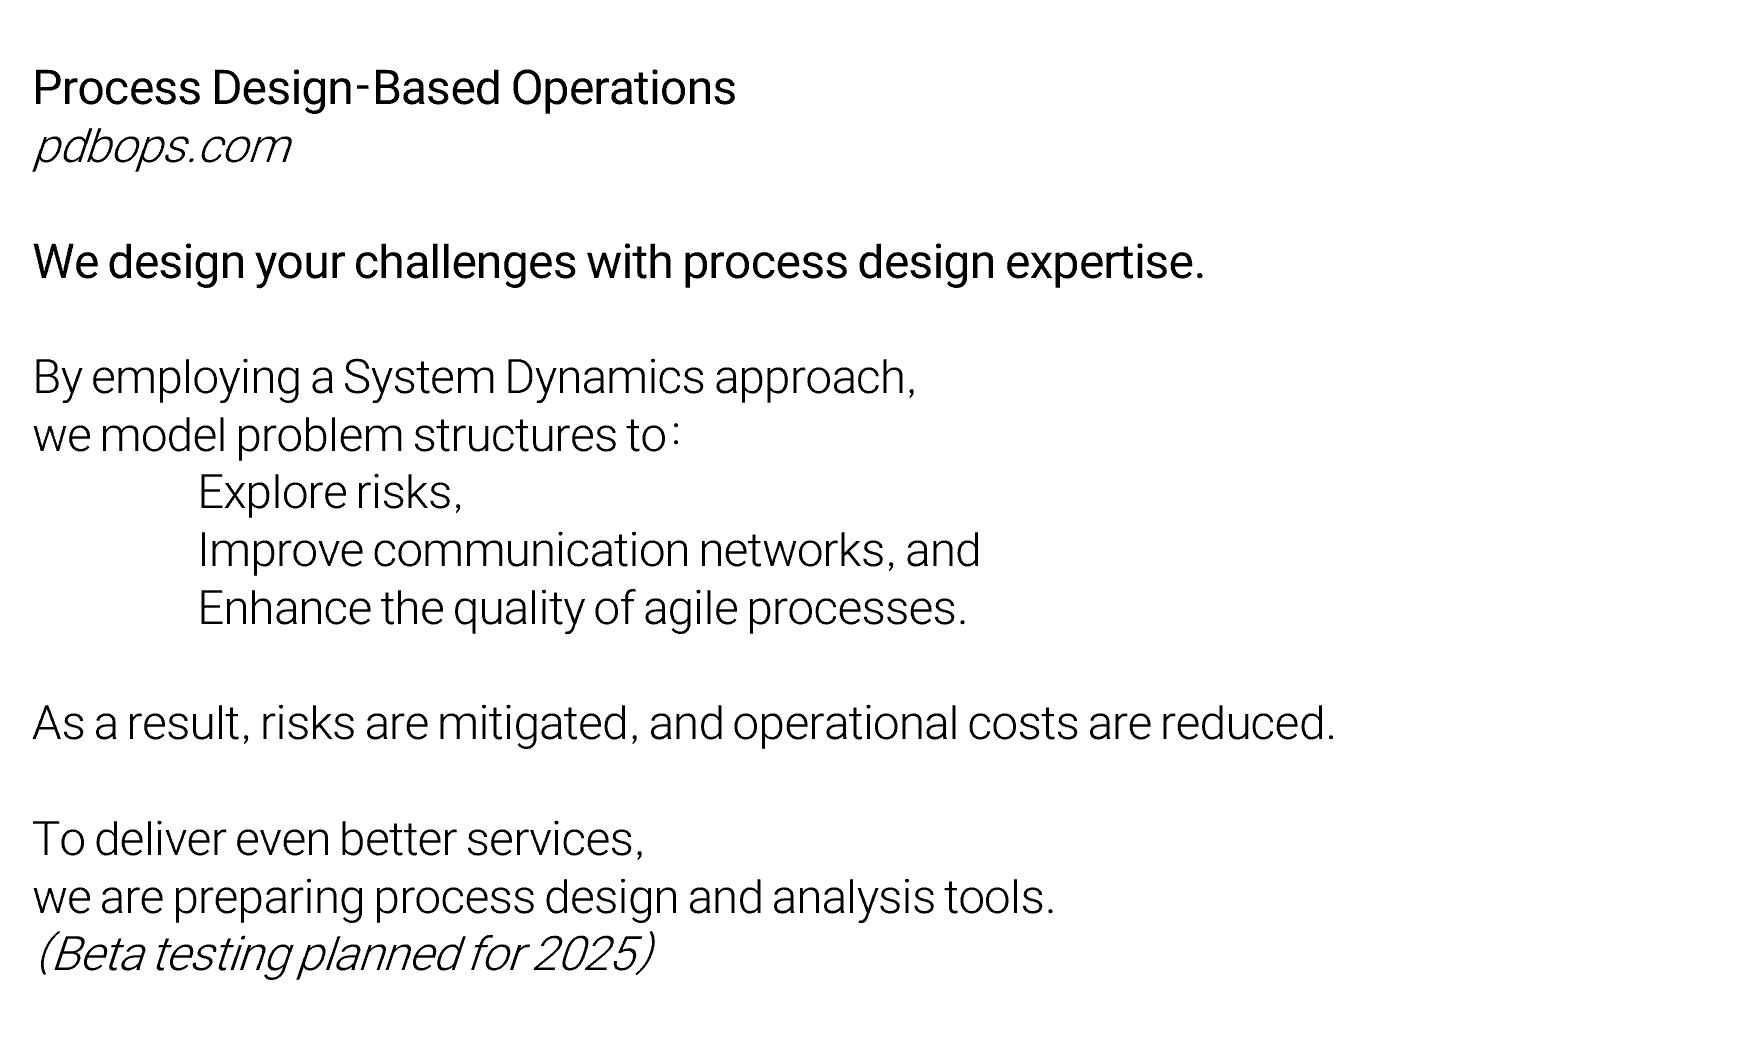 Process Design-Based Operations
pdbops.com
We design your challenges with process design expertise.
By employing a System Dynamics approach,
we model problem structures to:
Explore risks,
Improve communication networks, and
Enhance the quality of agile processes.
As a result, risks are mitigated, and operational costs are reduced.
To deliver even better services,
we are preparing process design and analysis tools.
(Beta testing planned for 2025)